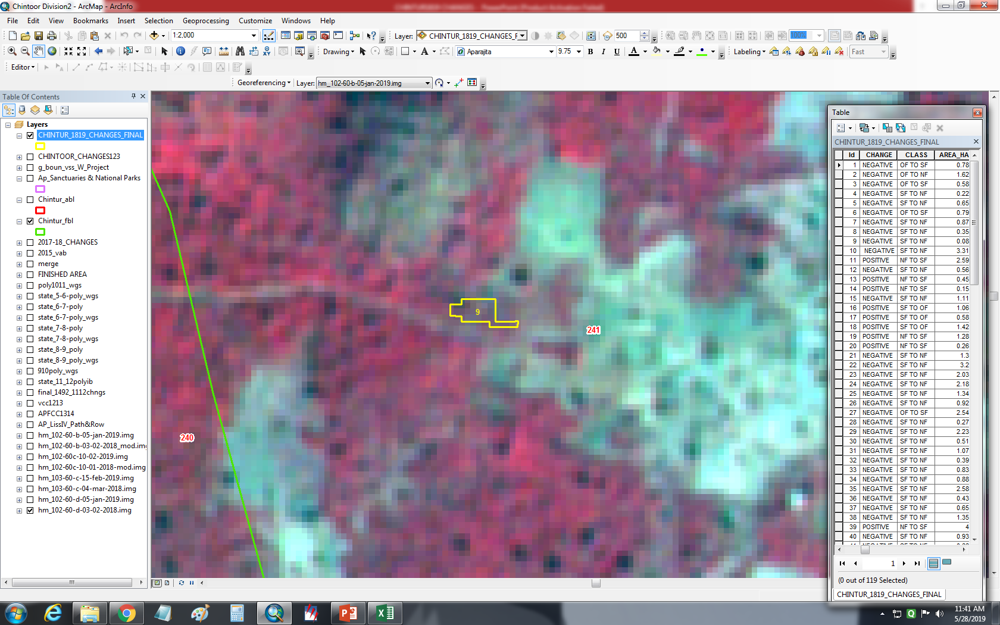 Chintoor Division2 - ArcMap - ArcInfo
File Edit View Bookmarks Insert Selection Geoprocessing Customize Windows Help
1:2,000
Layer: CHINTUR_1819_CHANGES_F
500
100%
Drawing
Aparajita
9.75
B I U A
Labeling
Fast
Editor
Georeferencing Layer: hm_102-60-b-05-jan-2019.img
Table Of Contents
Layers
CHINTUR_1819_CHANGES_FINAL
CHINTOOR_CHANGES123
g_boun_vss_W_Project
Ap_Sanctuaries & National Parks
Chintur_abl
Chintur_fbl
2017-18_CHANGES
2015_vab
merge
FINISHED AREA
poly1011_wgs
state_5-6-poly_wgs
state_6-7-poly
state_6-7-poly_wgs
state_7-8-poly
state_7-8-poly_wgs
state_8-9_poly
state_8-9_poly_wgs
910poly_wgs
state_11_12polyib
final_1492_1112chngs
vcc1213
APFCC1314
AP_LissIV_Path&Row
hm_102-60-b-05-jan-2019.img
hm_102-60-b-03-02-2018_mod.img
hm_102-60c-10-02-2019.img
hm_102-60c-10-01-2018-mod.img
hm_103-60-c-15-feb-2019.img
hm_103-60-c-04-mar-2018.img
hm_102-60-d-05-jan-2019.img
hm_102-60-d-03-02-2018.img
9
241
240
Table
CHINTUR_1819_CHANGES_FINAL
Id CHANGE CLASS AREA_HA
1 NEGATIVE OF TO SF 0.78
2 NEGATIVE OF TO NF 1.62
3 NEGATIVE OF TO SF 0.58
4 NEGATIVE SF TO NF 0.22
5 NEGATIVE SF TO NF 0.65
6 NEGATIVE OF TO SF 0.79
7 NEGATIVE SF TO NF 0.87
8 NEGATIVE SF TO NF 0.35
9 NEGATIVE SF TO NF 0.08
10 NEGATIVE SF TO NF 3.31
11 POSITIVE NF TO SF 2.59
12 NEGATIVE SF TO NF 0.56
13 POSITIVE NF TO SF 0.45
14 POSITIVE NF TO SF 0.15
15 NEGATIVE SF TO NF 1.11
16 POSITIVE SF TO OF 1.06
17 POSITIVE SF TO OF 0.58
18 POSITIVE SF TO OF 1.42
19 POSITIVE NF TO SF 1.28
20 POSITIVE NF TO SF 0.26
21 NEGATIVE SF TO NF 1.3
22 NEGATIVE SF TO NF 3.2
23 NEGATIVE SF TO NF 2.03
24 NEGATIVE SF TO NF 2.18
25 NEGATIVE SF TO NF 1.34
26 NEGATIVE SF TO NF 0.92
27 NEGATIVE OF TO SF 2.54
28 NEGATIVE SF TO NF 0.27
29 NEGATIVE SF TO NF 2.23
30 NEGATIVE SF TO NF 0.51
31 NEGATIVE SF TO NF 1.07
32 NEGATIVE SF TO NF 0.39
33 NEGATIVE SF TO NF 0.83
34 NEGATIVE SF TO NF 0.88
35 NEGATIVE SF TO NF 2.58
36 NEGATIVE SF TO NF 0.43
37 NEGATIVE SF TO NF 0.65
38 NEGATIVE SF TO NF 1.35
39 POSITIVE NF TO SF 4
40 NEGATIVE SF TO NF 0.93
1
(0 out of 119 Selected)
CHINTUR_1819_CHANGES_FINAL
11:41 AM
5/28/2019